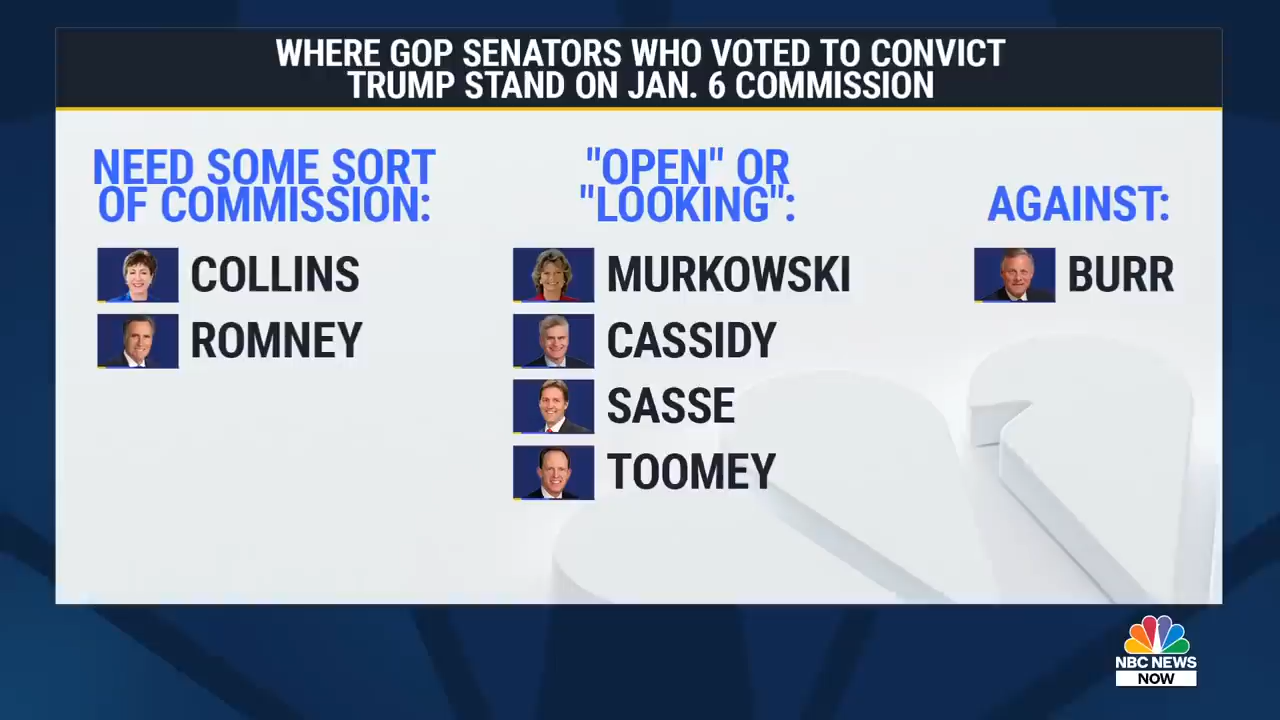 WHERE GOP SENATORS WHO VOTED TO CONVICT
TRUMP STAND ON JAN. 6 COMMISSION
NEED SOME SORT
OF COMMISSION:
COLLINS
ROMNEY
"OPEN" OR
"LOOKING":
MURKOWSKI
CASSIDY
SASSE
TOOMEY
AGAINST:
BURR
NBC NEWS
NOW